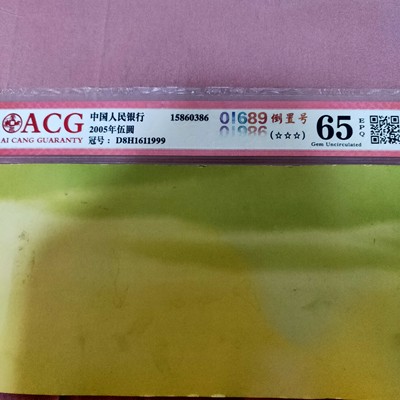 ACG
AI CANG GUARANTY
中国人民银行
2005年伍圆
冠号: D8H1611999
15860386
01689 倒置号
01986
(☆☆☆)
65 EPQ
Gem Uncirculated